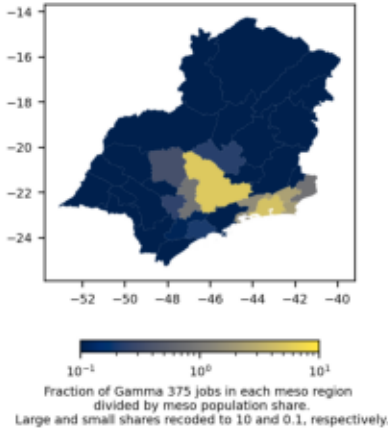 −14
−16
−18
−20
−22
−24
−52 −50 −48 −46 −44 −42 −40
10⁻¹ 10⁰ 10¹
Fraction of Gamma 375 jobs in each meso region
divided by meso population share.
Large and small shares recoded to 10 and 0.1, respectively.